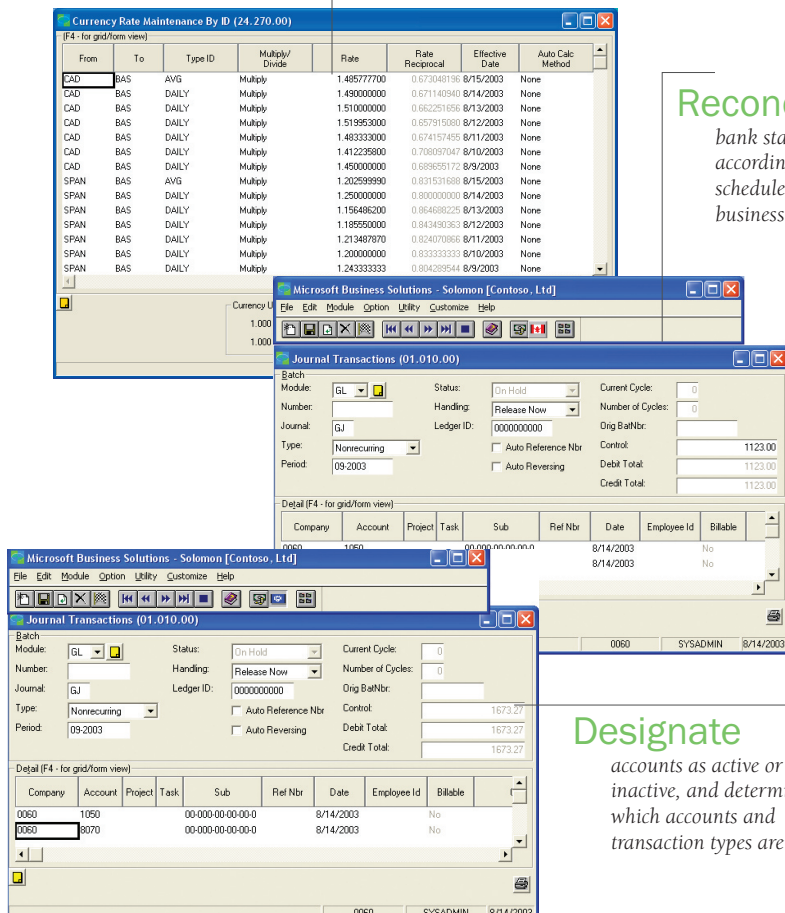 Currency Rate Maintenance By ID (24.270.00)
(F4 - for grid/form view)
From To Type ID Multiply/Divide Rate Rate Reciprocal Effective Date Auto Calc Method
CAD BAS AVG Multiply 1.485777700 0.673048196 8/15/2003 None
CAD BAS DAILY Multiply 1.490000000 0.671140940 8/14/2003 None
CAD BAS DAILY Multiply 1.510000000 0.662251656 8/13/2003 None
CAD BAS DAILY Multiply 1.519953000 0.657915080 8/12/2003 None
CAD BAS DAILY Multiply 1.483333000 0.674157455 8/11/2003 None
CAD BAS DAILY Multiply 1.412235800 0.708097047 8/10/2003 None
CAD BAS DAILY Multiply 1.450000000 0.689655172 8/9/2003 None
SPAN BAS AVG Multiply 1.202599990 0.831531688 8/15/2003 None
SPAN BAS DAILY Multiply 1.250000000 0.800000000 8/14/2003 None
SPAN BAS DAILY Multiply 1.156486200 0.864688225 8/13/2003 None
SPAN BAS DAILY Multiply 1.185550000 0.843490363 8/12/2003 None
SPAN BAS DAILY Multiply 1.213487870 0.824070866 8/11/2003 None
SPAN BAS DAILY Multiply 1.200000000 0.833333333 8/10/2003 None
SPAN BAS DAILY Multiply 1.243333333 0.804289544 8/9/2003 None
Currency U
1.000
1.000
Recon
bank sta
accordin
schedule
business
Microsoft Business Solutions - Solomon [Contoso, Ltd]
File Edit Module Option Utility Customize Help
Journal Transactions (01.010.00)
Batch
Module: GL Status: On Hold Current Cycle: 0
Number: Handling: Release Now Number of Cycles: 0
Journal: GJ Ledger ID: 0000000000 Orig BatNbr:
Type: Nonrecurring Auto Reference Nbr Control: 1123.00
Period: 09-2003 Auto Reversing Debit Total: 1123.00
Credit Total: 1123.00
Detail (F4 - for grid/form view)
Company Account Project Task Sub Ref Nbr Date Employee Id Billable
0060 1050 00-000-00-00-00-0 8/14/2003 No
8/14/2003 No
0060 SYSADMIN 8/14/2003
Microsoft Business Solutions - Solomon [Contoso, Ltd]
File Edit Module Option Utility Customize Help
Journal Transactions (01.010.00)
Batch
Module: GL Status: On Hold Current Cycle: 0
Number: Handling: Release Now Number of Cycles: 0
Journal: GJ Ledger ID: 0000000000 Orig BatNbr:
Type: Nonrecurring Auto Reference Nbr Control: 1673.27
Period: 09-2003 Auto Reversing Debit Total: 1673.27
Credit Total: 1673.27
Detail (F4 - for grid/form view)
Company Account Project Task Sub Ref Nbr Date Employee Id Billable
0060 1050 00-000-00-00-00-0 8/14/2003 No
0060 8070 00-000-00-00-00-0 8/14/2003 No
0060 SYSADMIN 8/14/2003
Designate
accounts as active or
inactive, and determi
which accounts and
transaction types are